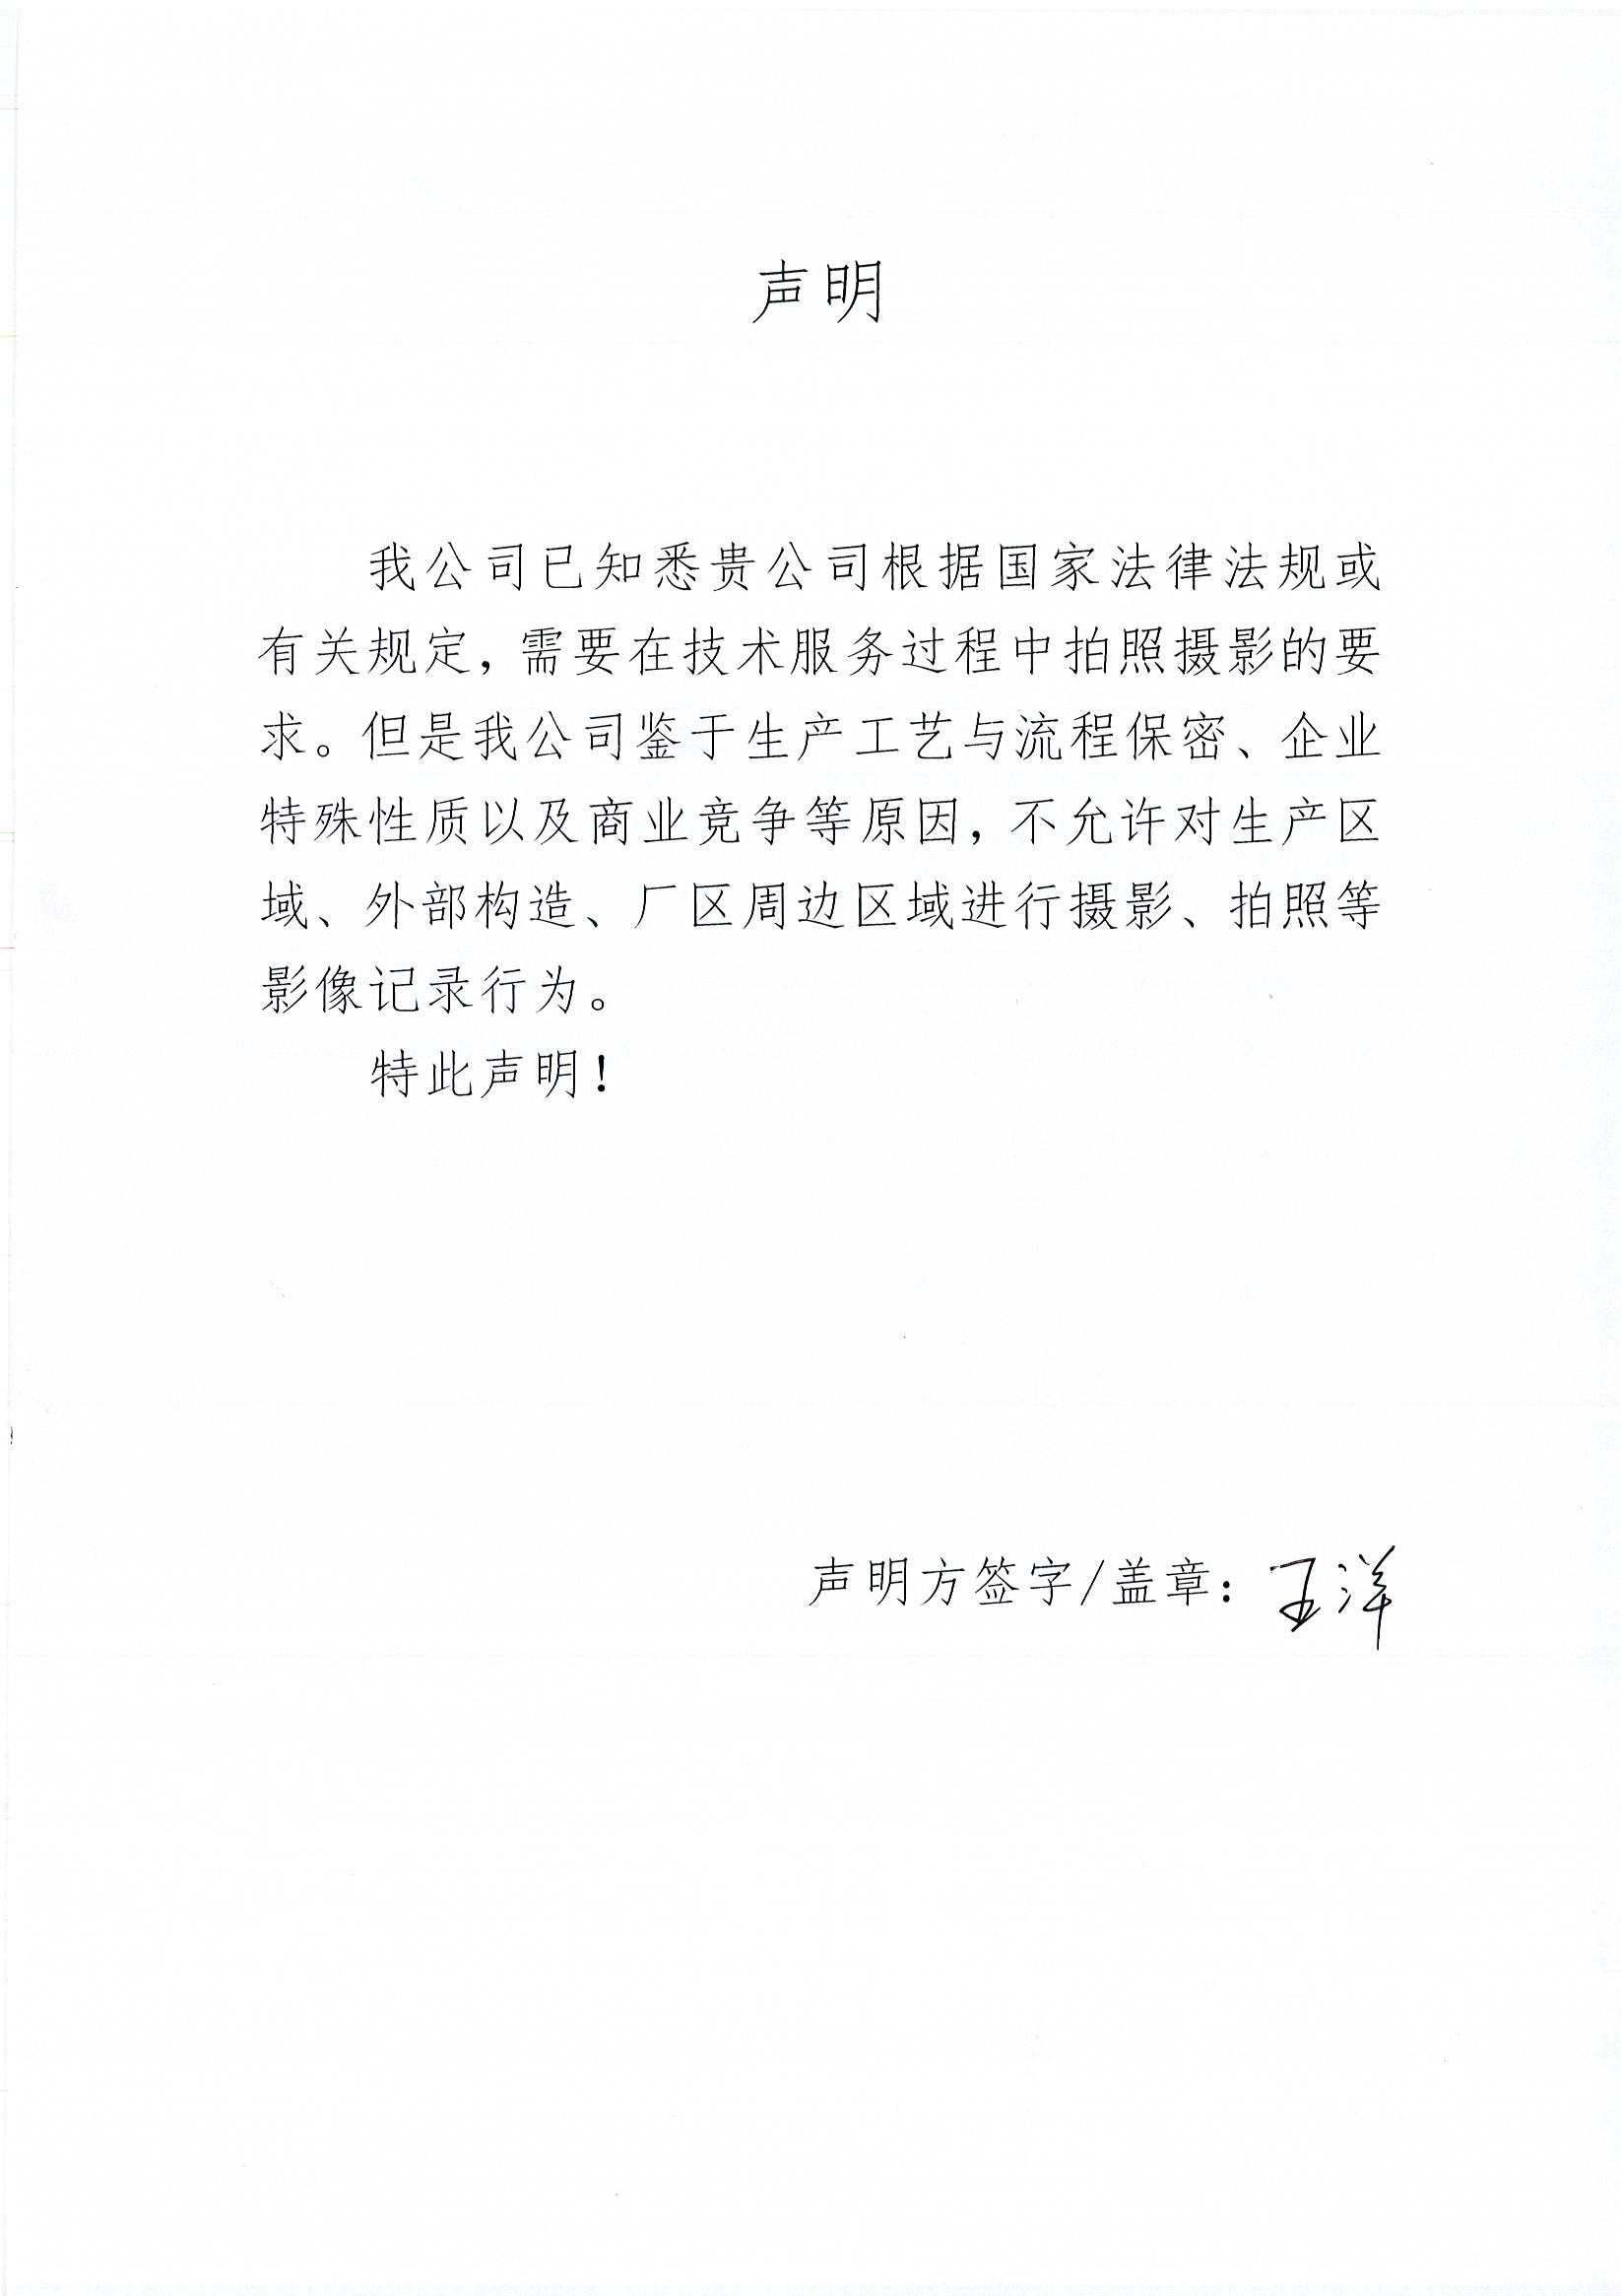 声明
我公司已知悉贵公司根据国家法律法规或
有关规定，需要在技术服务过程中拍照摄影的要
求。但是我公司鉴于生产工艺与流程保密、企业
特殊性质以及商业竞争等原因，不允许对生产区
域、外部构造、厂区周边区域进行摄影、拍照等
影像记录行为。
特此声明！
声明方签字/盖章：王洋